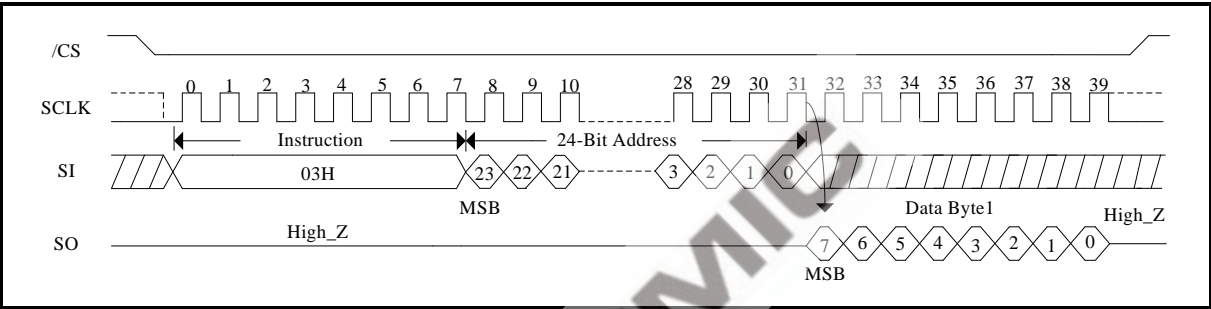 /CS
0 1 2 3 4 5 6 7 8 9 10 28 29 30 31 32 33 34 35 36 37 38 39
SCLK
Instruction 24-Bit Address
SI 03H 23 22 21 3 2 1 0
MSB Data Byte1 High_Z
High_Z
SO 7 6 5 4 3 2 1 0
MSB
MIC